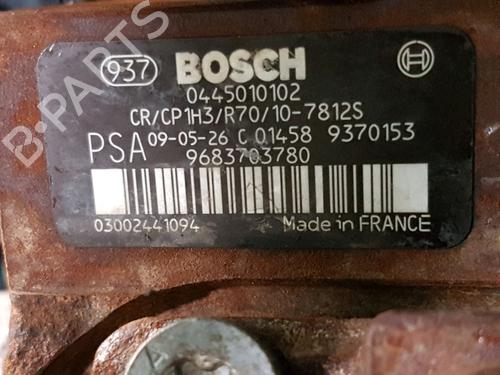 937 BOSCH
0445010102
CR/CP1H3/R70/10-7812S
PSA 09-05-26 C 01458 9370153
9683703780
03002441094 Made in FRANCE
B-PARTS